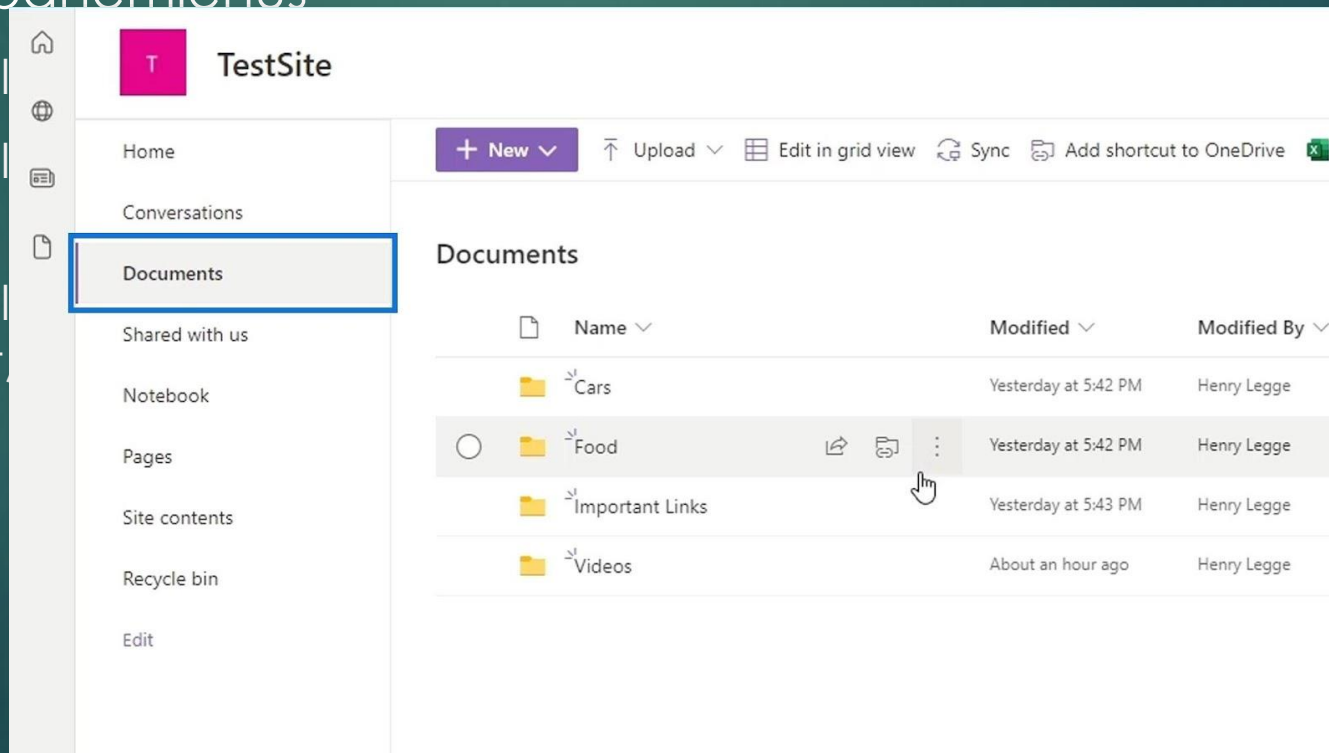 T TestSite
Home
Conversations
Documents
Shared with us
Notebook
Pages
Site contents
Recycle bin
Edit
New Upload Edit in grid view Sync Add shortcut to OneDrive
Documents
Name Modified Modified By
Cars Yesterday at 5:42 PM Henry Legge
Food Yesterday at 5:42 PM Henry Legge
Important Links Yesterday at 5:43 PM Henry Legge
Videos About an hour ago Henry Legge